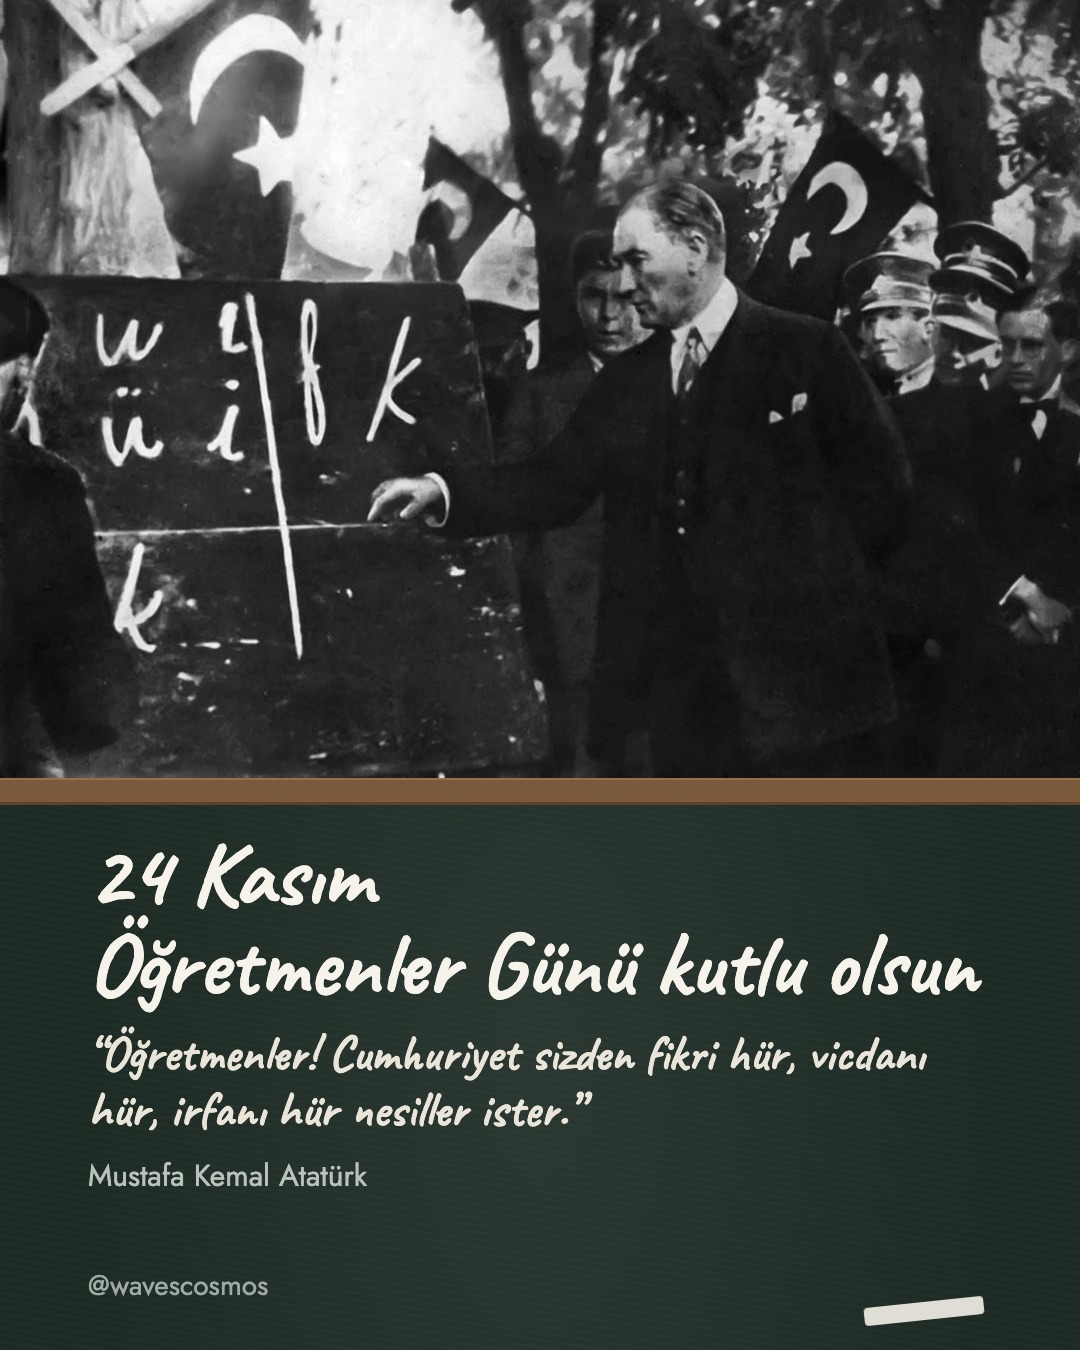 u ı f k
ü i
k
24 Kasım
Öğretmenler Günü kutlu olsun
“Öğretmenler! Cumhuriyet sizden fikri hür, vicdanı
hür, irfanı hür nesiller ister.”
Mustafa Kemal Atatürk
@wavescosmos